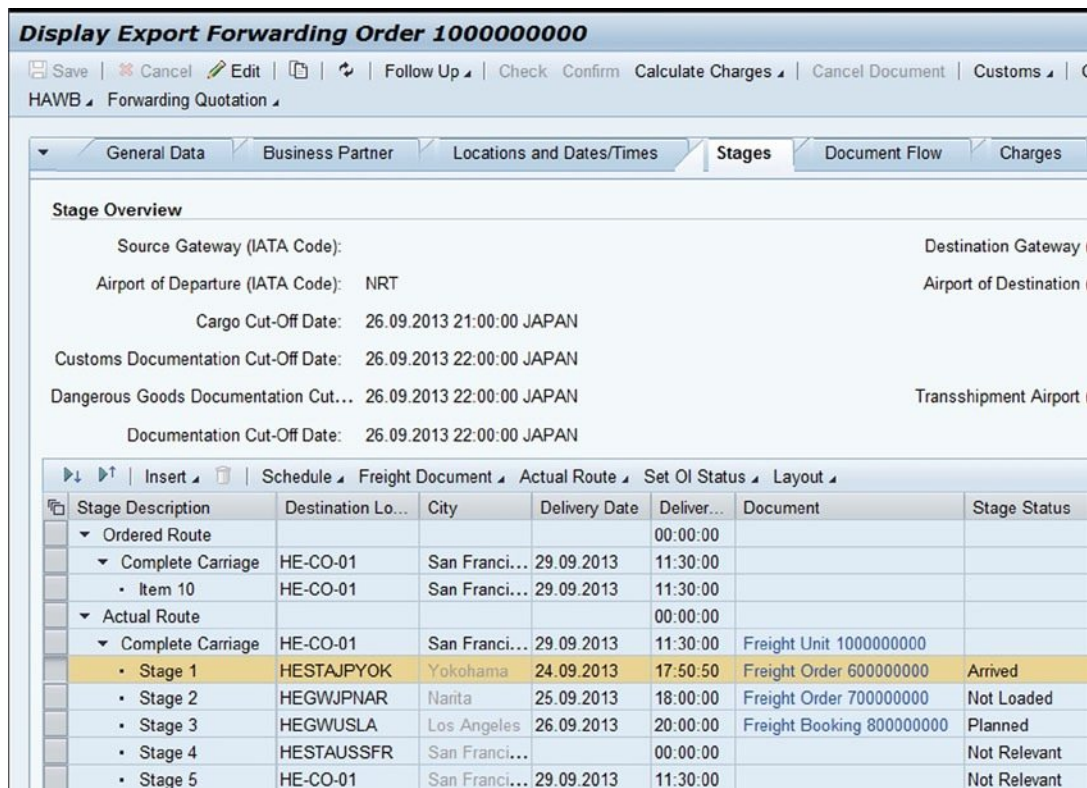 Display Export Forwarding Order 1000000000
Save | Cancel Edit | | | Follow Up | Check Confirm Calculate Charges | Cancel Document | Customs |
HAWB Forwarding Quotation
General Data Business Partner Locations and Dates/Times Stages Document Flow Charges
Stage Overview
Source Gateway (IATA Code): Destination Gateway
Airport of Departure (IATA Code): NRT Airport of Destination
Cargo Cut-Off Date: 26.09.2013 21:00:00 JAPAN
Customs Documentation Cut-Off Date: 26.09.2013 22:00:00 JAPAN
Dangerous Goods Documentation Cut... 26.09.2013 22:00:00 JAPAN Transshipment Airport
Documentation Cut-Off Date: 26.09.2013 22:00:00 JAPAN
Insert | Schedule Freight Document Actual Route Set OI Status Layout
Stage Description Destination Lo... City Delivery Date Deliver... Document Stage Status
Ordered Route 00:00:00
Complete Carriage HE-CO-01 San Franci... 29.09.2013 11:30:00
Item 10 HE-CO-01 San Franci... 29.09.2013 11:30:00
Actual Route 00:00:00
Complete Carriage HE-CO-01 San Franci... 29.09.2013 11:30:00 Freight Unit 1000000000
Stage 1 HESTAJPYOK Yokohama 24.09.2013 17:50:50 Freight Order 600000000 Arrived
Stage 2 HEGWJPNAR Narita 25.09.2013 18:00:00 Freight Order 700000000 Not Loaded
Stage 3 HEGWUSLA Los Angeles 26.09.2013 20:00:00 Freight Booking 800000000 Planned
Stage 4 HESTAUSSFR San Franci... 00:00:00 Not Relevant
Stage 5 HE-CO-01 San Franci... 29.09.2013 11:30:00 Not Relevant